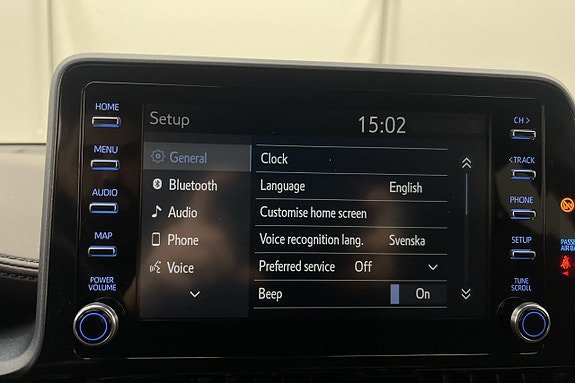 HOME
MENU
AUDIO
MAP
POWER
VOLUME
Setup 15:02
General
Bluetooth
Audio
Phone
Voice
Clock
Language English
Customise home screen
Voice recognition lang. Svenska
Preferred service Off
Beep On
CH >
< TRACK
PHONE
SETUP
TUNE
SCROLL